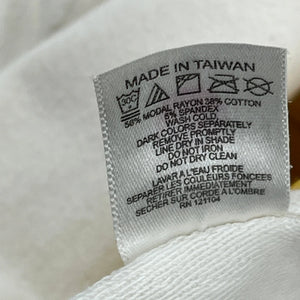 MADE IN TAIWAN
30C
56% MODAL RAYON 38% COTTON
6% SPANDEX
WASH COLD
DARK COLORS SEPARATELY
REMOVE PROMPTLY
LINE DRY IN SHADE
DO NOT IRON
DO NOT DRY CLEAN
LAVAR A L'EAU FROIDE
SEPARER LES COULEURS FONCEES
RETIRER IMMEDIATEMENT
SECHER SUR CORDE A L'OMBRE
RN 121104